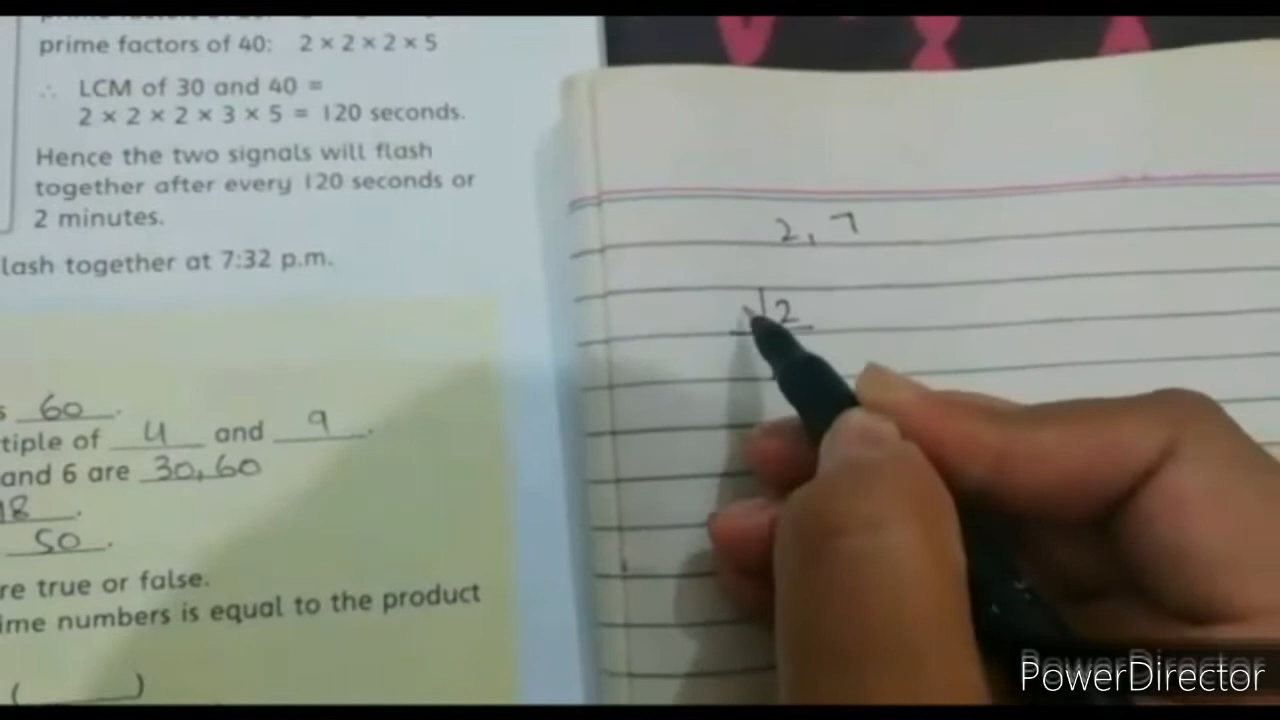 prime factors of 40: 2 × 2 × 2 × 5
∴ LCM of 30 and 40 =
2 × 2 × 2 × 3 × 5 = 120 seconds.
Hence the two signals will flash
together after every 120 seconds or
2 minutes.
lash together at 7:32 p.m.
s 60.
tiple of 4 and 9.
and 6 are 30, 60
18.
50.
re true or false.
ime numbers is equal to the product
( )
2, 7
2
PowerDirector